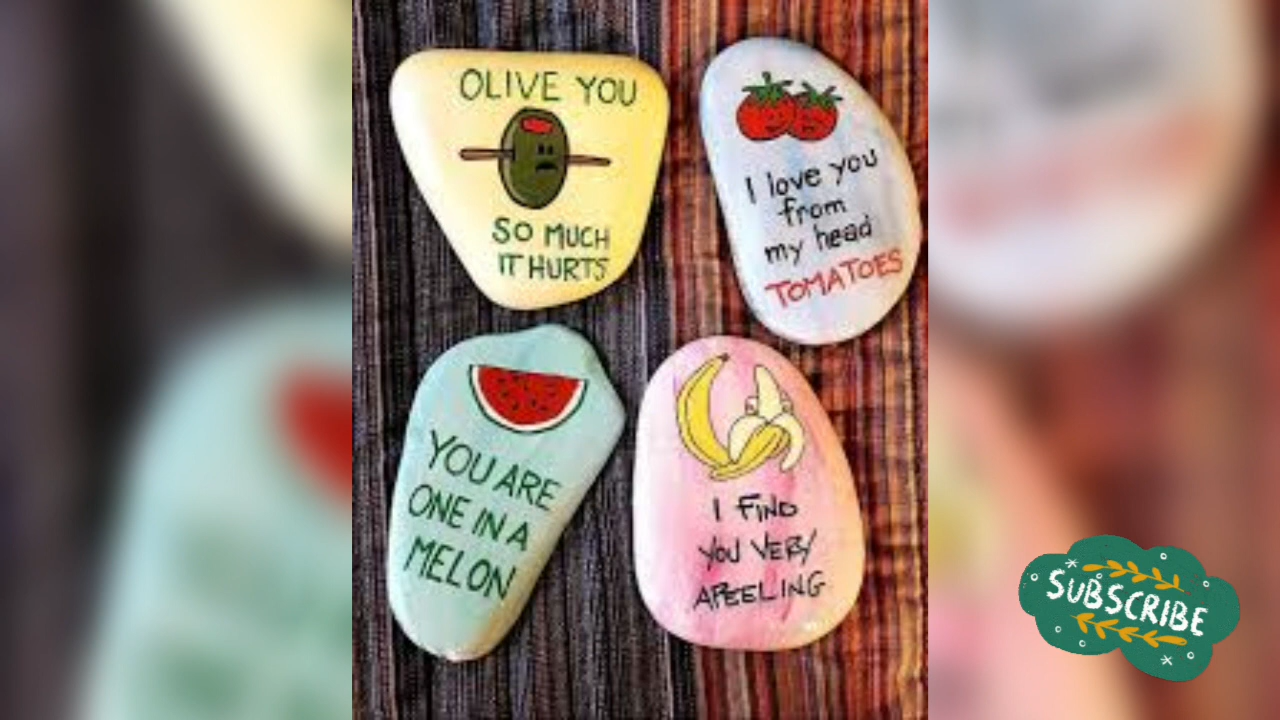 OLIVE YOU
SO MUCH
IT HURTS
I love you
from
my head
TOMATOES
YOU ARE
ONE IN A
MELON
I FIND
YOU VERY
APEELING
SUBSCRIBE